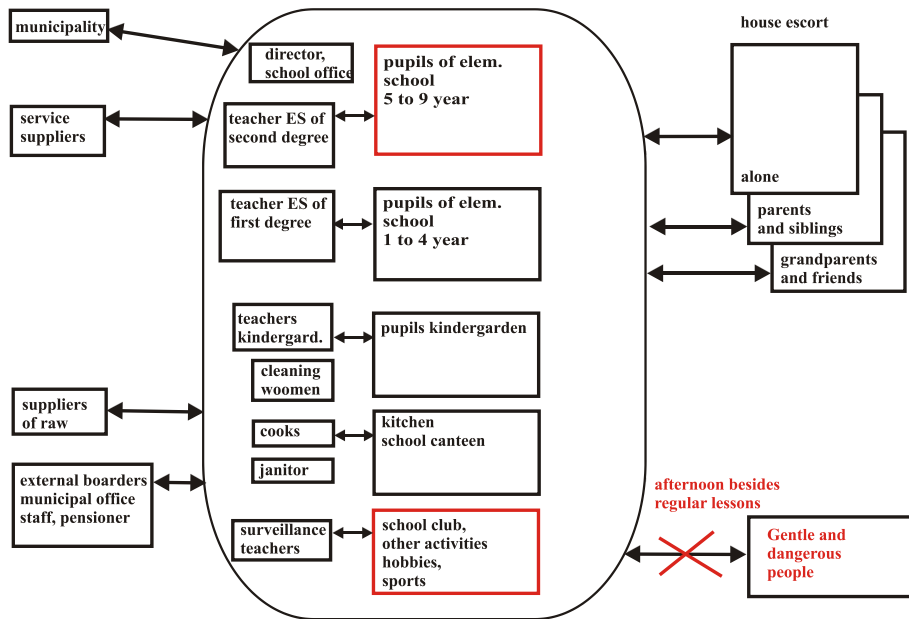 municipality
service
suppliers
suppliers
of raw
external boarders
municipal office
staff, pensioner
director,
school office
teacher ES of
second degree
teacher ES of
first degree
teachers
kindergard.
cleaning
woomen
cooks
janitor
surveillance
teachers
pupils of elem.
school
5 to 9 year
pupils of elem.
school
1 to 4 year
pupils kindergarden
kitchen
school canteen
school club,
other activities
hobbies,
sports
house escort
alone
parents
and siblings
grandparents
and friends
afternoon besides
regular lessons
Gentle and
dangerous
people